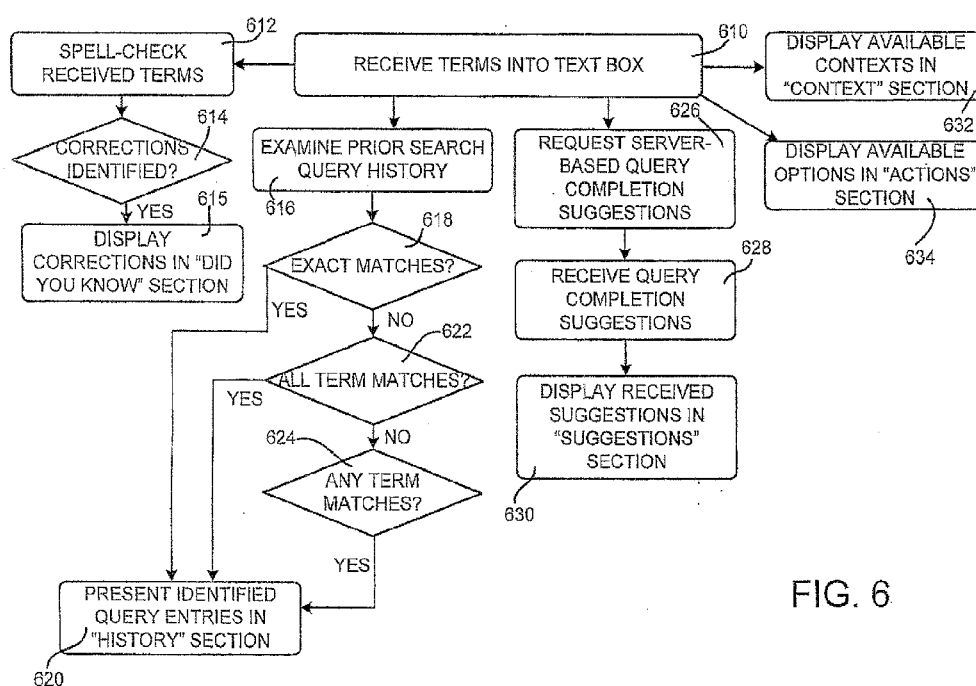 612
SPELL-CHECK
RECEIVED TERMS
610
RECEIVE TERMS INTO TEXT BOX
DISPLAY AVAILABLE
CONTEXTS IN
"CONTEXT" SECTION
632
614
CORRECTIONS
IDENTIFIED?
YES
615
DISPLAY
CORRECTIONS IN "DID
YOU KNOW" SECTION
EXAMINE PRIOR SEARCH
QUERY HISTORY
616
618
EXACT MATCHES?
YES
NO
622
ALL TERM MATCHES?
YES
NO
624
ANY TERM
MATCHES?
YES
PRESENT IDENTIFIED
QUERY ENTRIES IN
"HISTORY" SECTION
620
626
REQUEST SERVER-
BASED QUERY
COMPLETION
SUGGESTIONS
628
RECEIVE QUERY
COMPLETION
SUGGESTIONS
DISPLAY RECEIVED
SUGGESTIONS IN
"SUGGESTIONS"
SECTION
630
DISPLAY AVAILABLE
OPTIONS IN "ACTIONS"
SECTION
634
FIG. 6